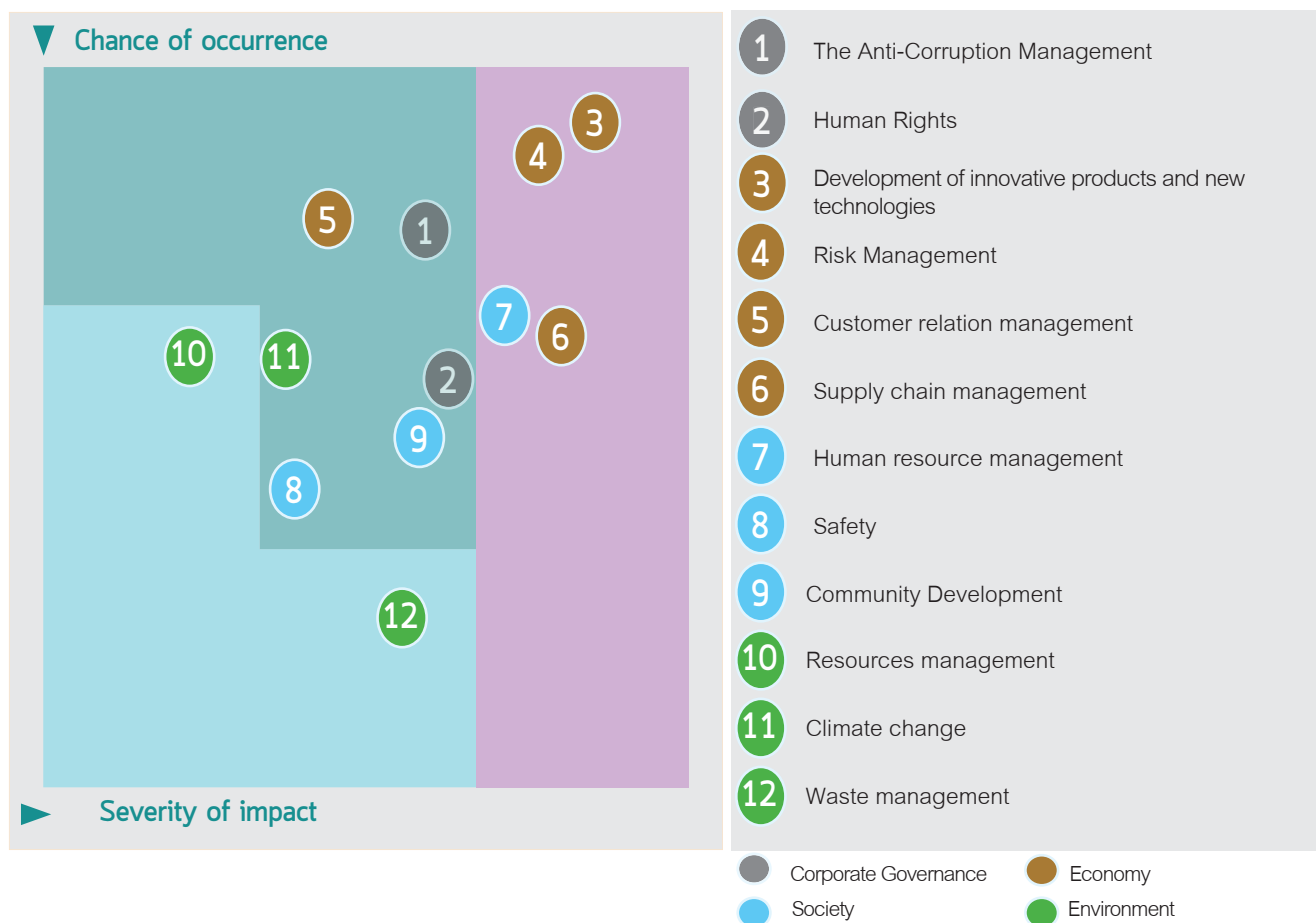 Chance of occurrence
3
4
5
1
7
6
10
11
2
9
8
12
Severity of impact
1 The Anti-Corruption Management
2 Human Rights
3 Development of innovative products and new
technologies
4 Risk Management
5 Customer relation management
6 Supply chain management
7 Human resource management
8 Safety
9 Community Development
10 Resources management
11 Climate change
12 Waste management
Corporate Governance Economy
Society Environment